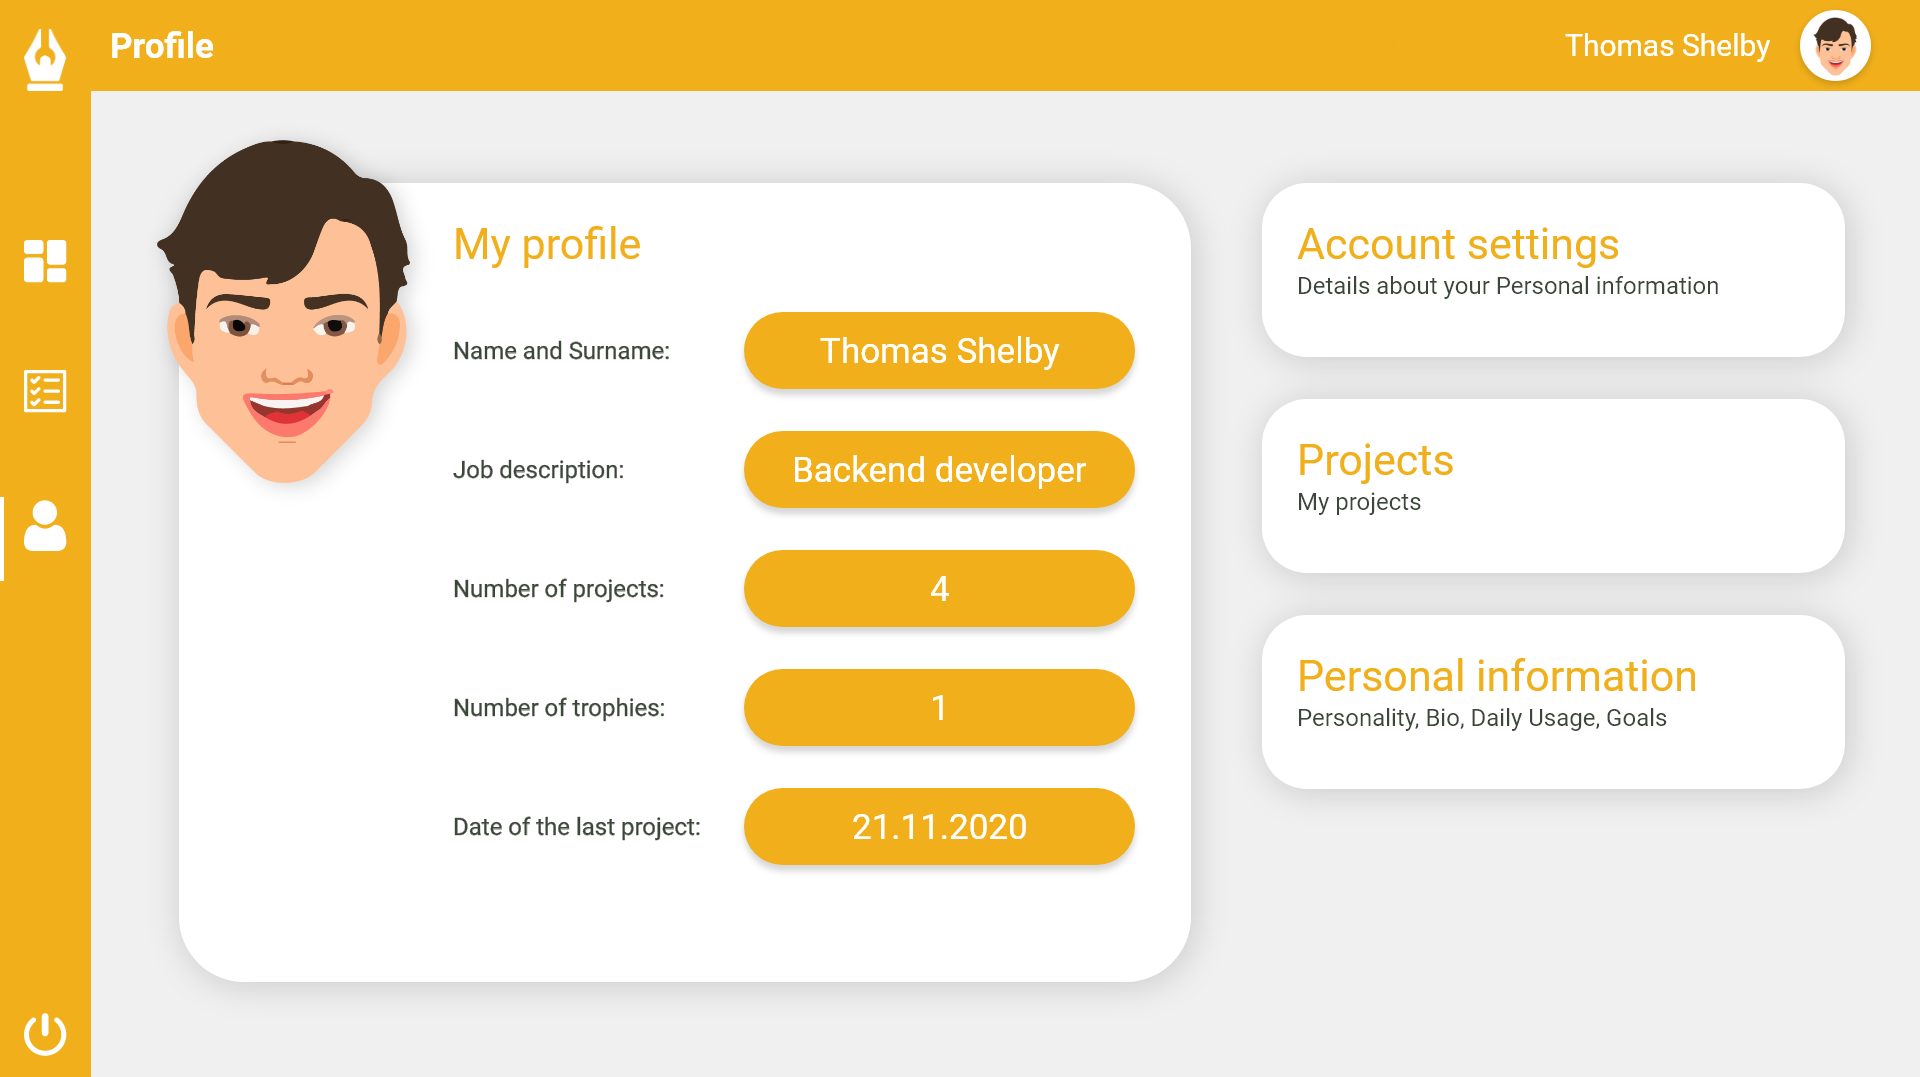 Profile
Thomas Shelby
My profile
Name and Surname:
Thomas Shelby
Job description:
Backend developer
Number of projects:
4
Number of trophies:
1
Date of the last project:
21.11.2020
Account settings
Details about your Personal information
Projects
My projects
Personal information
Personality, Bio, Daily Usage, Goals